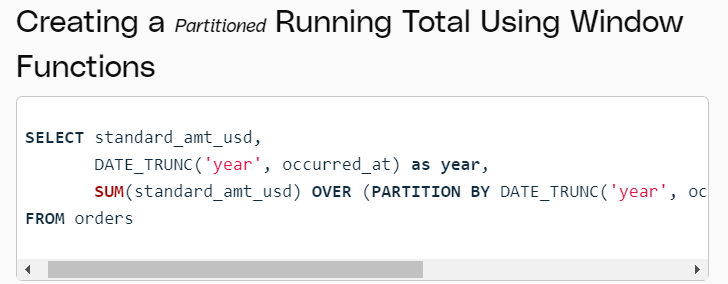 Creating a Partitioned Running Total Using Window
Functions
SELECT standard_amt_usd,
       DATE_TRUNC('year', occurred_at) as year,
       SUM(standard_amt_usd) OVER (PARTITION BY DATE_TRUNC('year', oc
FROM orders